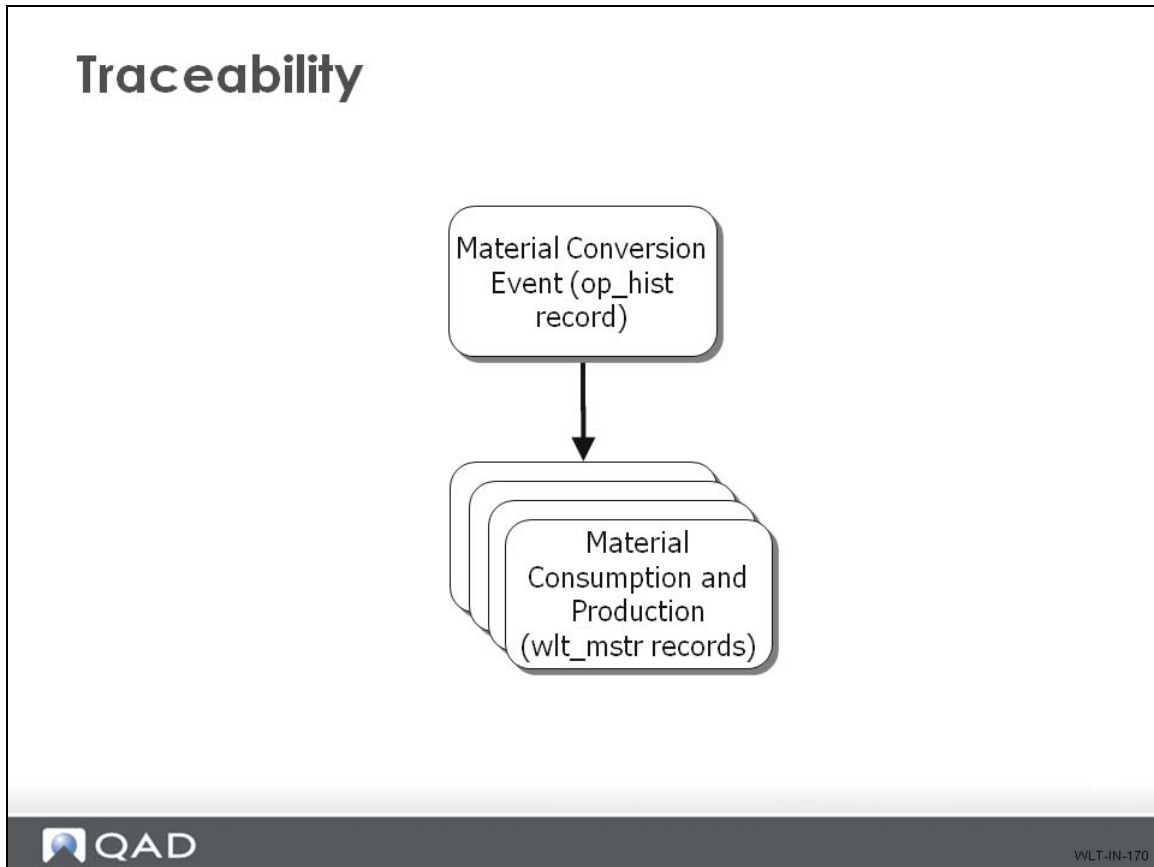 Traceability
Material Conversion
Event (op_hist
record)
Material
Consumption and
Production
(wlt_mstr records)
QAD
WLT-IN-170